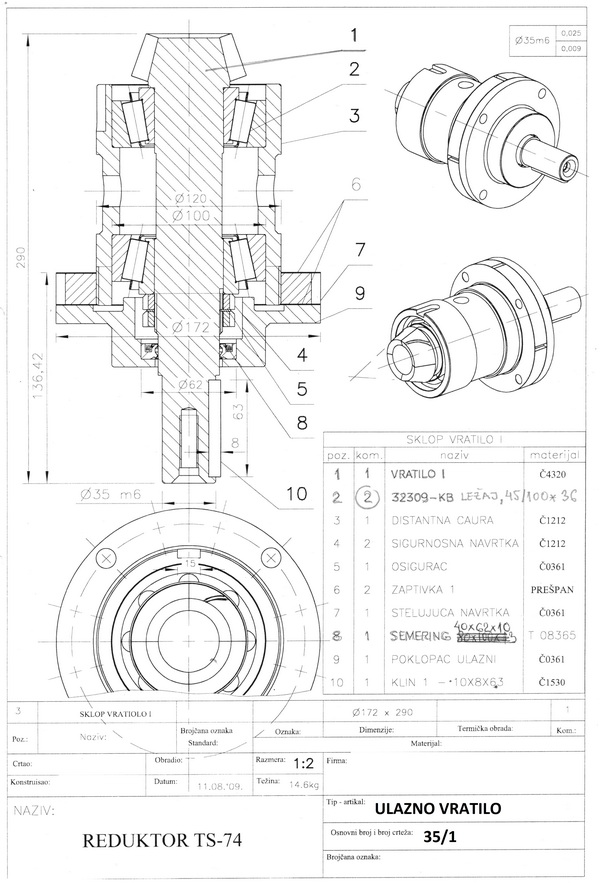 1
2
3
6
7
9
4
5
8
10
Ø35m6 0,025
0,009
290
136.42
Ø120
Ø100
Ø172
Ø62
63
8
Ø35 m6
15
SKLOP VRATILO I
poz. kom. naziv materijal
1 1 VRATILO I Č4320
2 2 32309-KB LEŽAJ, 45/100x36
3 1 DISTANTNA CAURA Č1212
4 2 SIGURNOSNA NAVRTKA Č1212
5 1 OSIGURAC Č0361
6 2 ZAPTIVKA 1 PREŠPAN
7 1 STELUJUCA NAVRTKA Č0361
40x62x10
8 1 SEMERING T 08365
9 1 POKLOPAC ULAZNI Č0361
10 1 KLIN 1 - 10X8X63 Č1530
3 SKLOP VRATIOLO I Ø172 x 290 1
Poz.: Naziv: Brojčana oznaka Standard: Oznaka: Dimenzije: Termička obrada: Kom.:
Materijal:
Crtao: Obradio: Razmera: 1:2 Firma:
Konstruisao: Datum: 11.08.'09. Težina: 14.6kg
NAZIV:
REDUKTOR TS-74
Tip - artikal: ULAZNO VRATILO
Osnovni broj i broj crteža: 35/1
Brojčana oznaka: